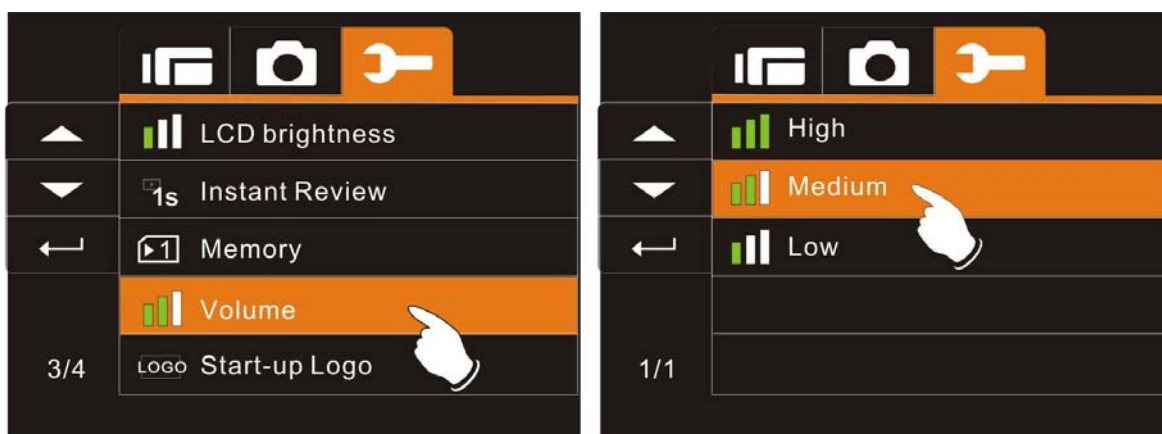 LCD brightness
1s Instant Review
1 Memory
Volume
3/4
LOGO Start-up Logo
High
Medium
Low
1/1